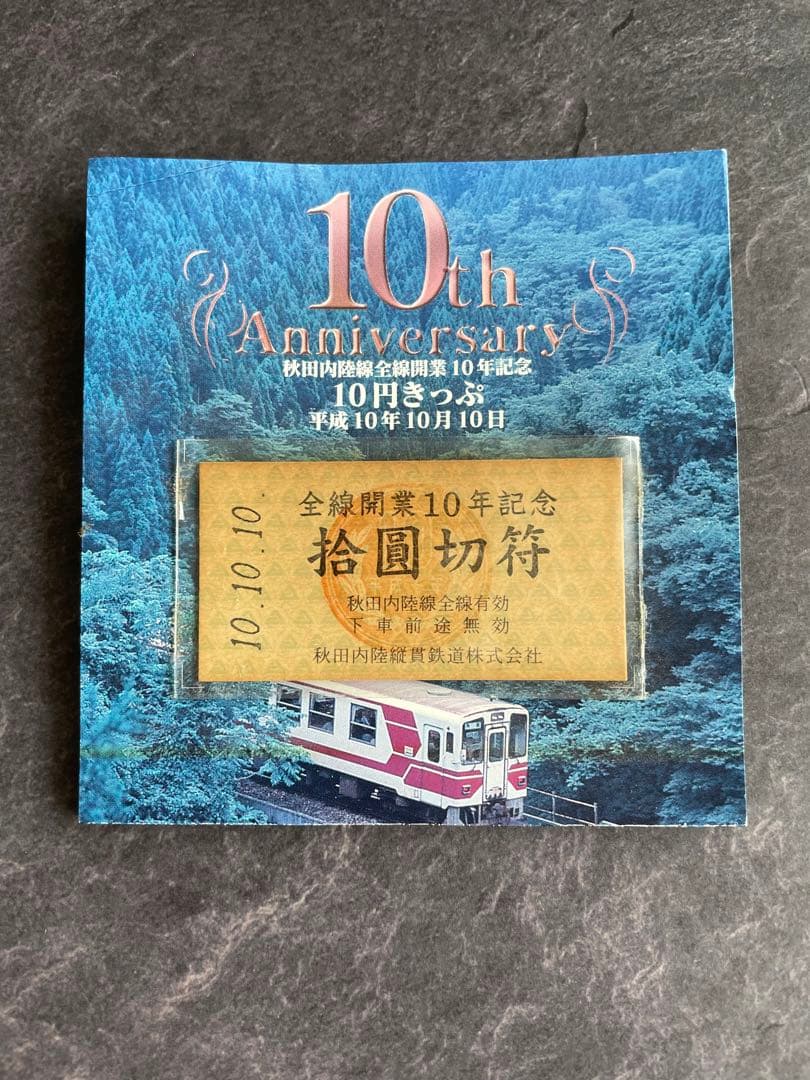 10th
Anniversary
秋田内陸線全線開業10年記念
10円きっぷ
平成10年10月10日
10.10.10.
全線開業10年記念
拾圓切符
秋田内陸線全線有効
下車前途無効
秋田内陸縦貫鉄道株式会社